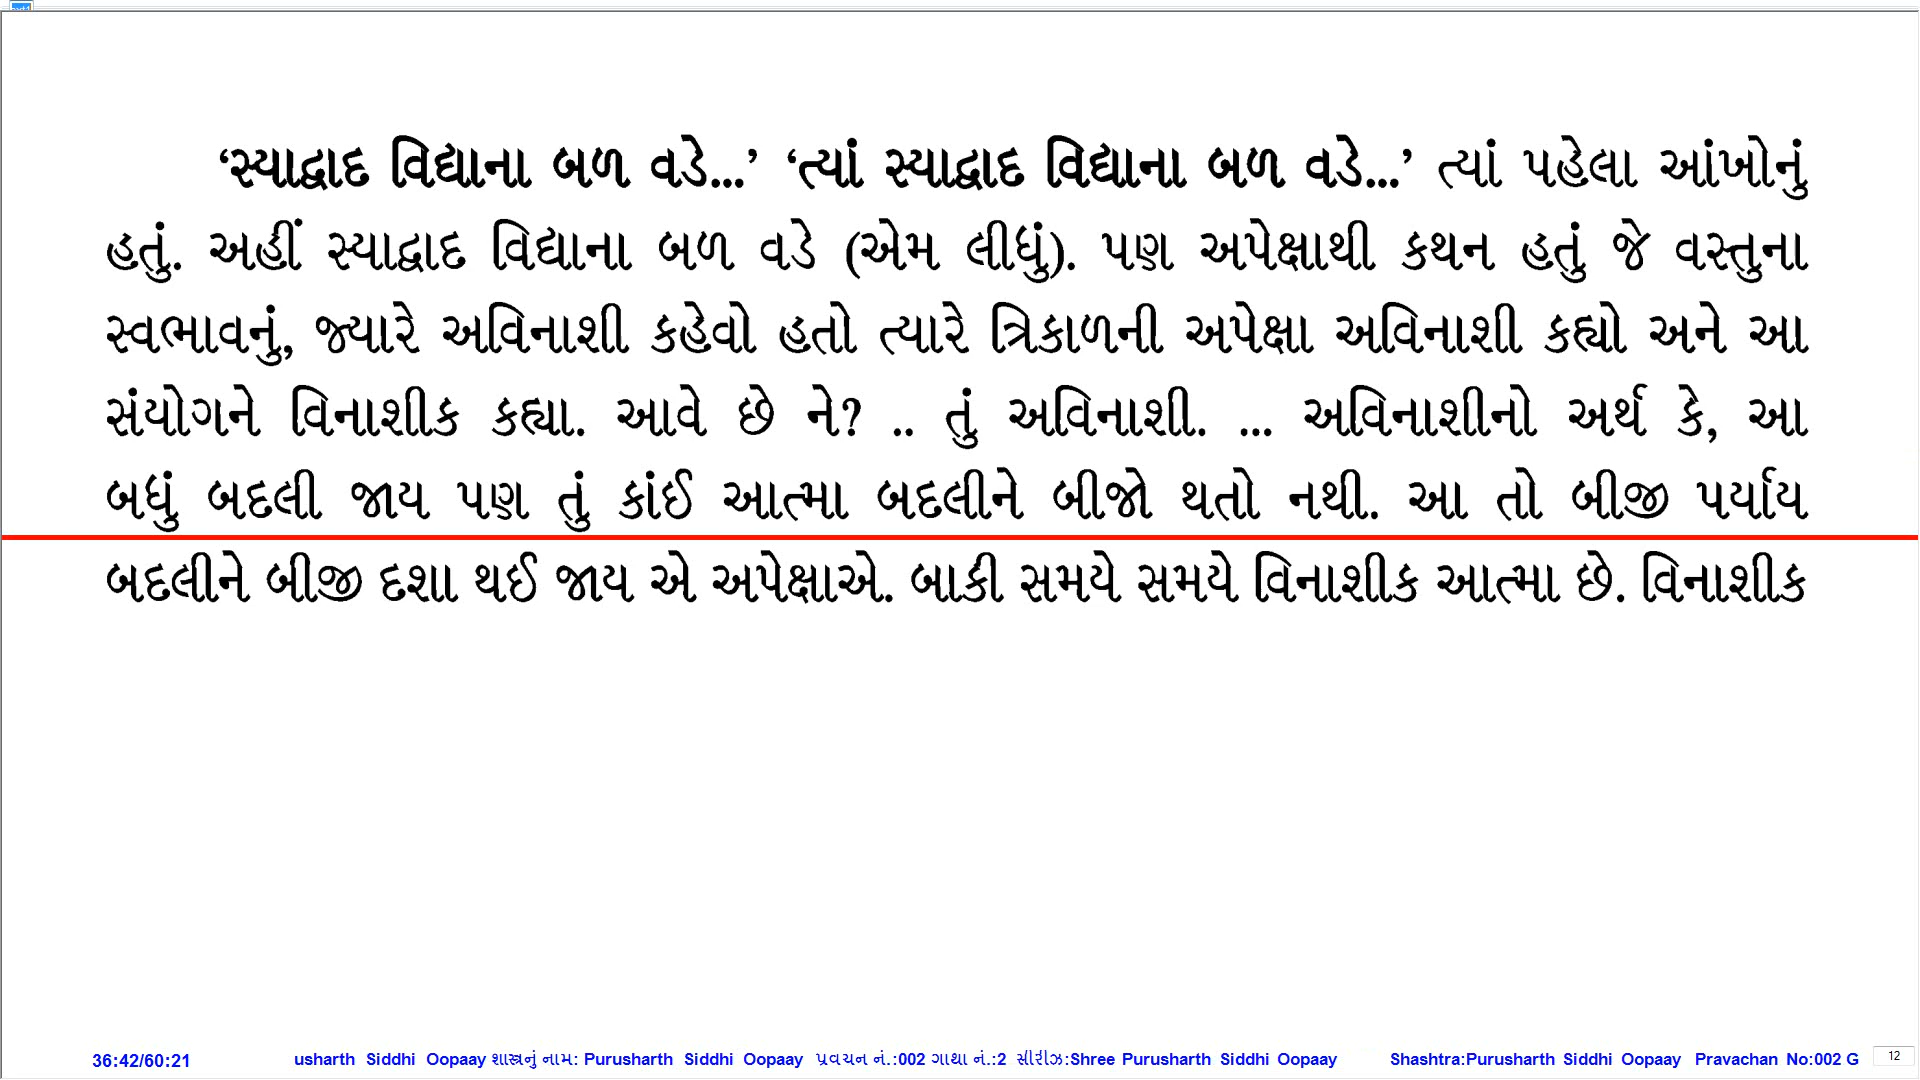 ‘સ્યાદ્વાદ વિદ્યાના બળ વડે...’ ‘ત્યાં સ્યાદ્વાદ વિદ્યાના બળ વડે...’ ત્યાં પહેલા આંખોનું
હતું. અહીં સ્યાદ્વાદ વિદ્યાના બળ વડે (એમ લીધું). પણ અપેક્ષાથી કથન હતું જે વસ્તુના
સ્વભાવનું, જ્યારે અવિનાશી કહેવો હતો ત્યારે ત્રિકાળની અપેક્ષા અવિનાશી કહ્યો અને આ
સંયોગને વિનાશીક કહ્યા. આવે છે ને? .. તું અવિનાશી. ... અવિનાશીનો અર્થ કે, આ
બધું બદલી જાય પણ તું કાંઈ આત્મા બદલીને બીજો થતો નથી. આ તો બીજી પર્યાય
બદલીને બીજી દશા થઈ જાય એ અપેક્ષાએ. બાકી સમયે સમયે વિનાશીક આત્મા છે. વિનાશીક
36:42/60:21 usharth Siddhi Oopaay શાસ્ત્રનું નામ: Purusharth Siddhi Oopaay પ્રવચન નં.:002 ગાથા નં.:2 સીરીઝ:Shree Purusharth Siddhi Oopaay Shashtra:Purusharth Siddhi Oopaay Pravachan No:002 G 12